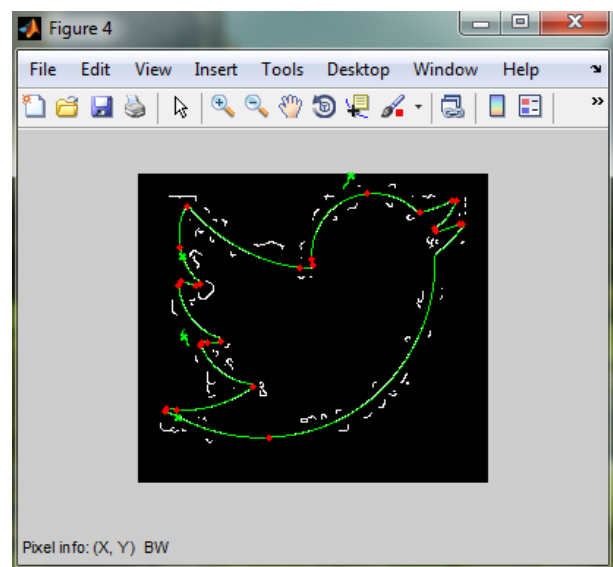 Figure 4
File Edit View Insert Tools Desktop Window Help
Pixel info: (X, Y) BW